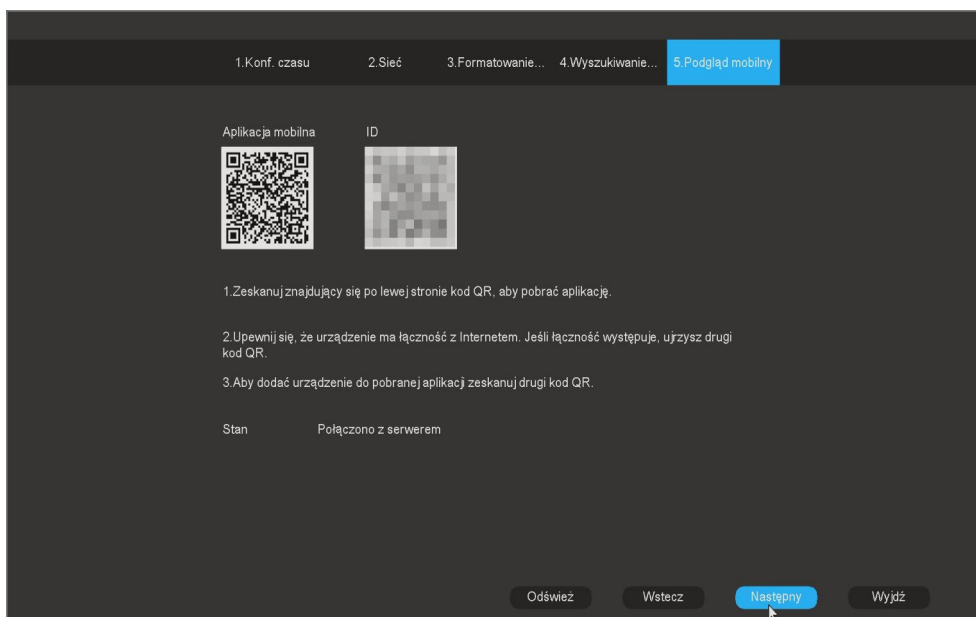 1.Konf. czasu 2.Sieć 3.Formatowanie... 4.Wyszukiwanie... 5.Podgląd mobilny
Aplikacja mobilna ID
1.Zeskanuj znajdujący się po lewej stronie kod QR, aby pobrać aplikację.
2.Upewnij się, że urządzenie ma łączność z Internetem. Jeśli łączność występuje, ujrzysz drugi
kod QR.
3.Aby dodać urządzenie do pobranej aplikacji zeskanuj drugi kod QR.
Stan Połączono z serwerem
Odśwież Wstecz Następny Wyjdź